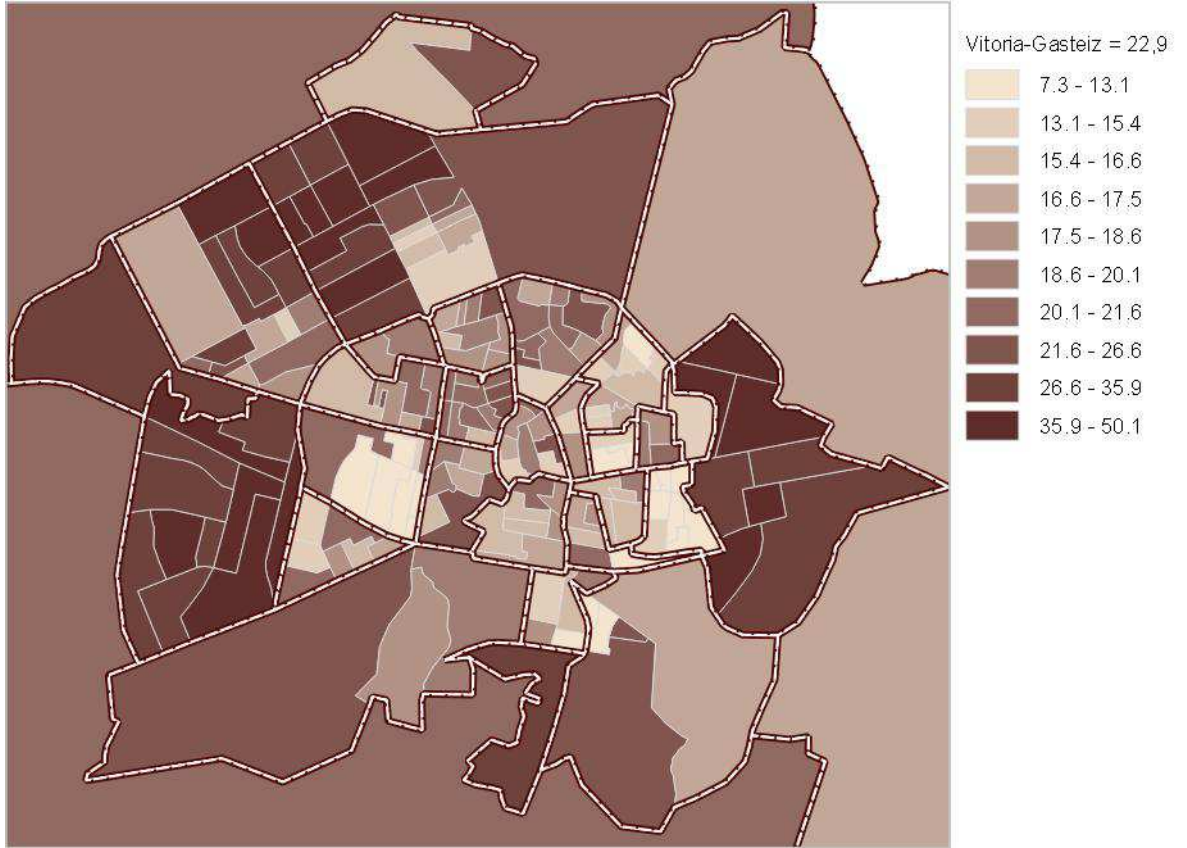 Vitoria-Gasteiz = 22,9
7.3 - 13.1
13.1 - 15.4
15.4 - 16.6
16.6 - 17.5
17.5 - 18.6
18.6 - 20.1
20.1 - 21.6
21.6 - 26.6
26.6 - 35.9
35.9 - 50.1